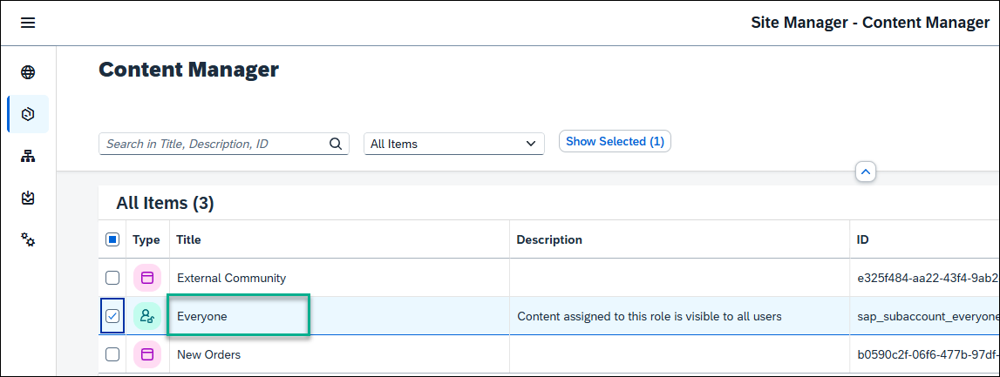 Site Manager - Content Manager
Content Manager
Search in Title, Description, ID
All Items
Show Selected (1)
All Items (3)
Type Title Description ID
External Community e325f484-aa22-43f4-9ab2
Everyone Content assigned to this role is visible to all users sap_subaccount_everyone
New Orders b0590c2f-06f6-477b-97df-